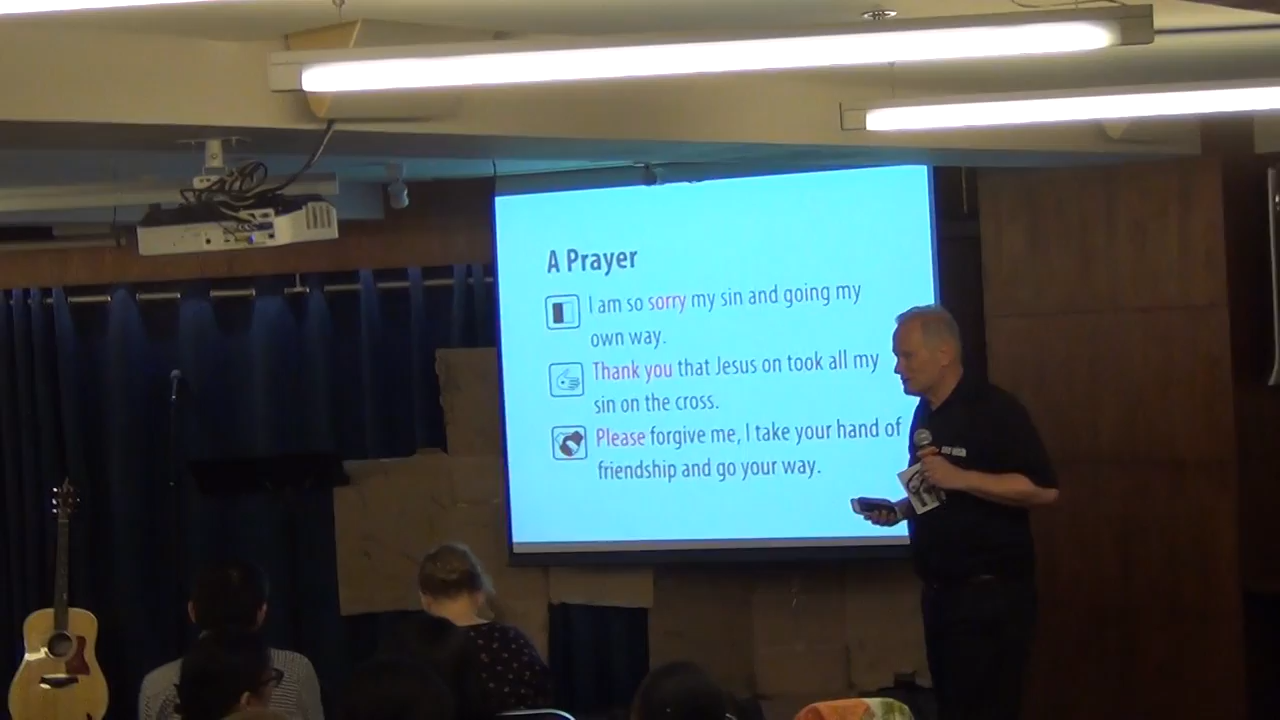 A Prayer
I am so sorry my sin and going my
own way.
Thank you that Jesus on took all my
sin on the cross.
Please forgive me, I take your hand of
friendship and go your way.